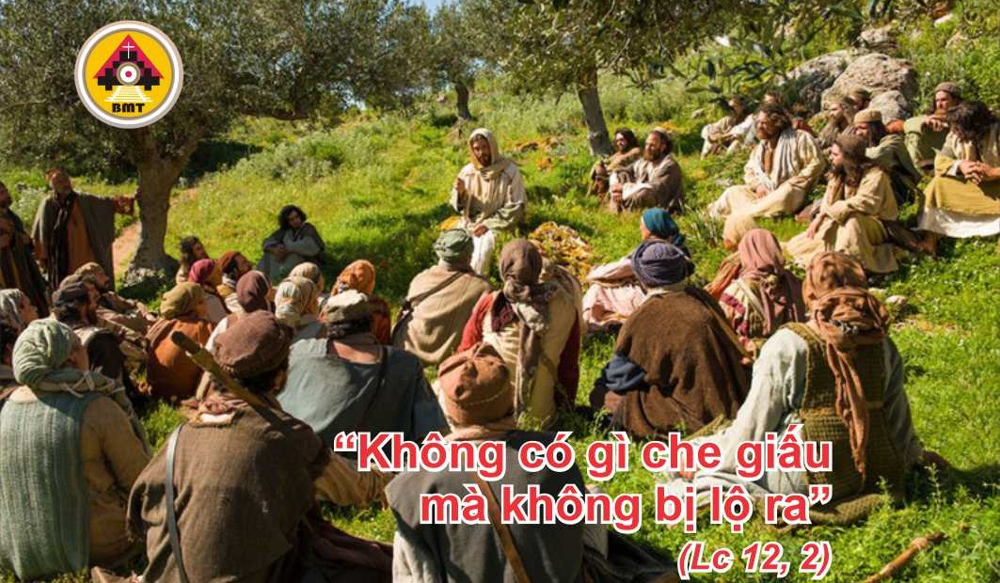 BMT
“Không có gì che giấu
mà không bị lộ ra”
(Lc 12, 2)